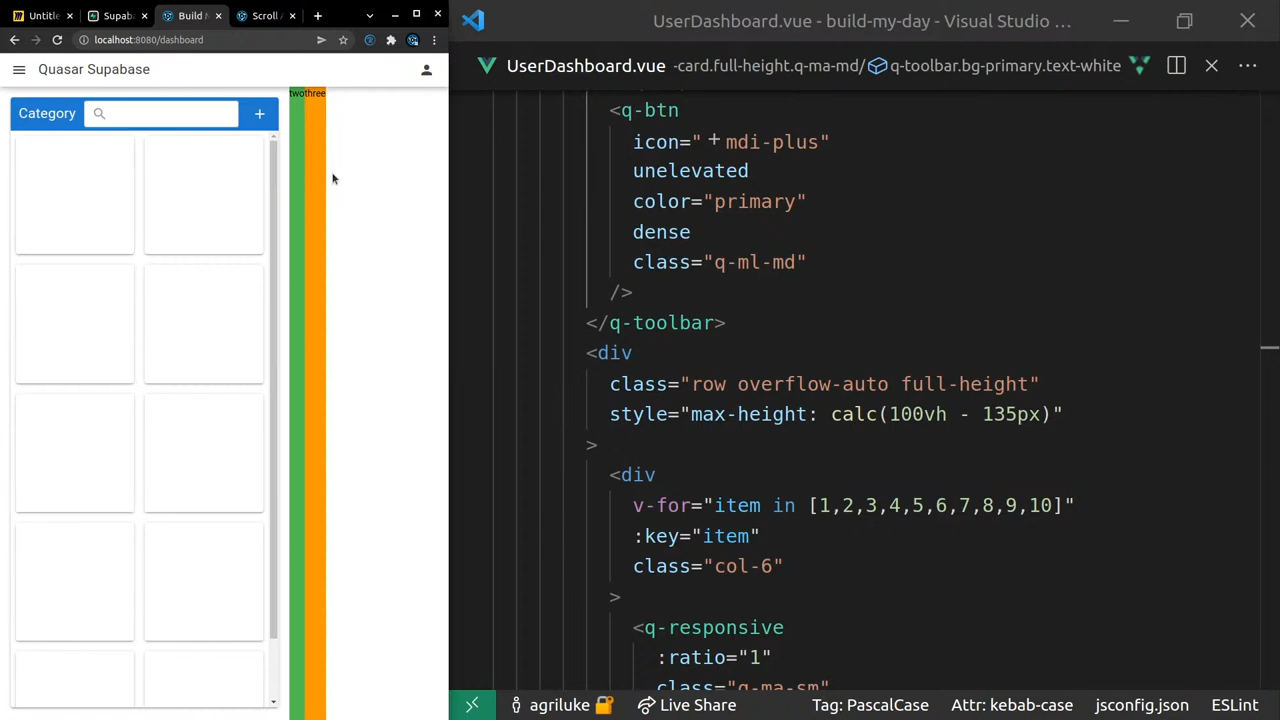 Untitle
Supaba
Build M
Scroll A
UserDashboard.vue - build-my-day - Visual Studio ...
localhost:8080/dashboard
UserDashboard.vue -card.full-height.q-ma-md/ q-toolbar.bg-primary.text-white
Quasar Supabase
Category
twothree
<q-btn
icon=" mdi-plus"
unelevated
color="primary"
dense
class="q-ml-md"
/>
</q-toolbar>
<div
class="row overflow-auto full-height"
style="max-height: calc(100vh - 135px)"
>
<div
v-for="item in [1,2,3,4,5,6,7,8,9,10]"
:key="item"
class="col-6"
>
<q-responsive
:ratio="1"
class="q-ma-sm"
agriluke Live Share Tag: PascalCase Attr: kebab-case jsconfig.json ESLint